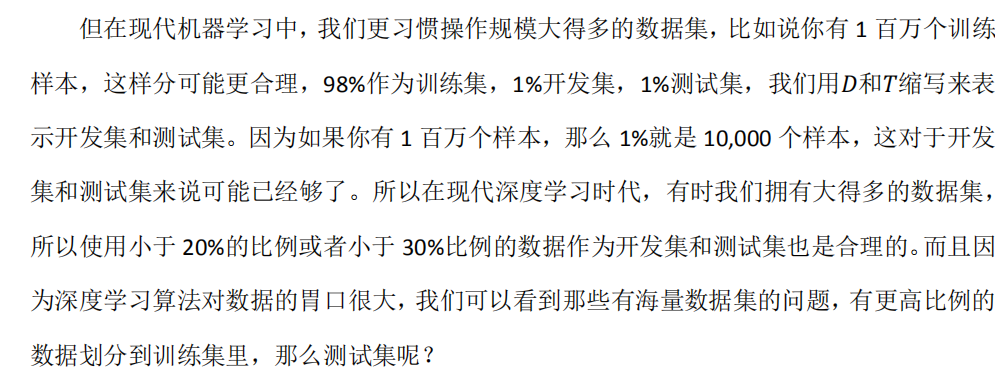 但在现代机器学习中，我们更习惯操作规模大得多的数据集，比如说你有 1 百万个训练
样本，这样分可能更合理，98%作为训练集，1%开发集，1%测试集，我们用D和T缩写来表
示开发集和测试集。因为如果你有 1 百万个样本，那么 1%就是 10,000 个样本，这对于开发
集和测试集来说可能已经够了。所以在现代深度学习时代，有时我们拥有大得多的数据集，
所以使用小于 20%的比例或者小于 30%比例的数据作为开发集和测试集也是合理的。而且因
为深度学习算法对数据的胃口很大，我们可以看到那些有海量数据集的问题，有更高比例的
数据划分到训练集里，那么测试集呢？